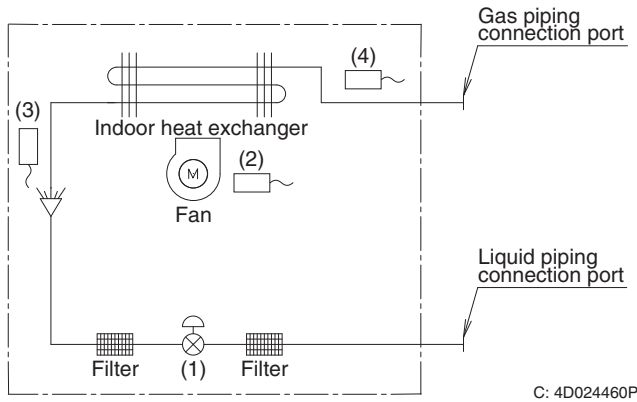 Gas piping
connection port
(4)
(3)
Indoor heat exchanger
(2)
M
Fan
Liquid piping
connection port
Filter
(1)
Filter
C: 4D024460P